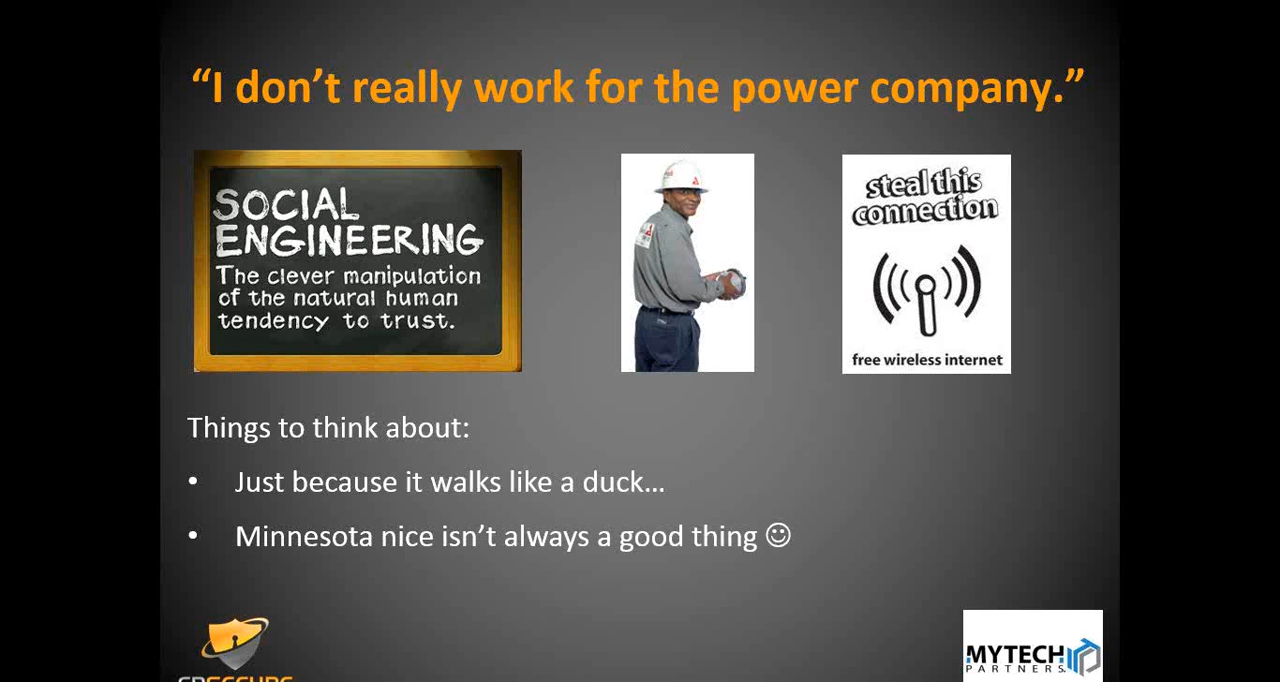 “I don’t really work for the power company.”
SOCIAL
ENGINEERING
The clever manipulation
of the natural human
tendency to trust.
steal this
connection
free wireless internet
Things to think about:
• Just because it walks like a duck...
• Minnesota nice isn’t always a good thing ☺
MYTECH
PARTNERS